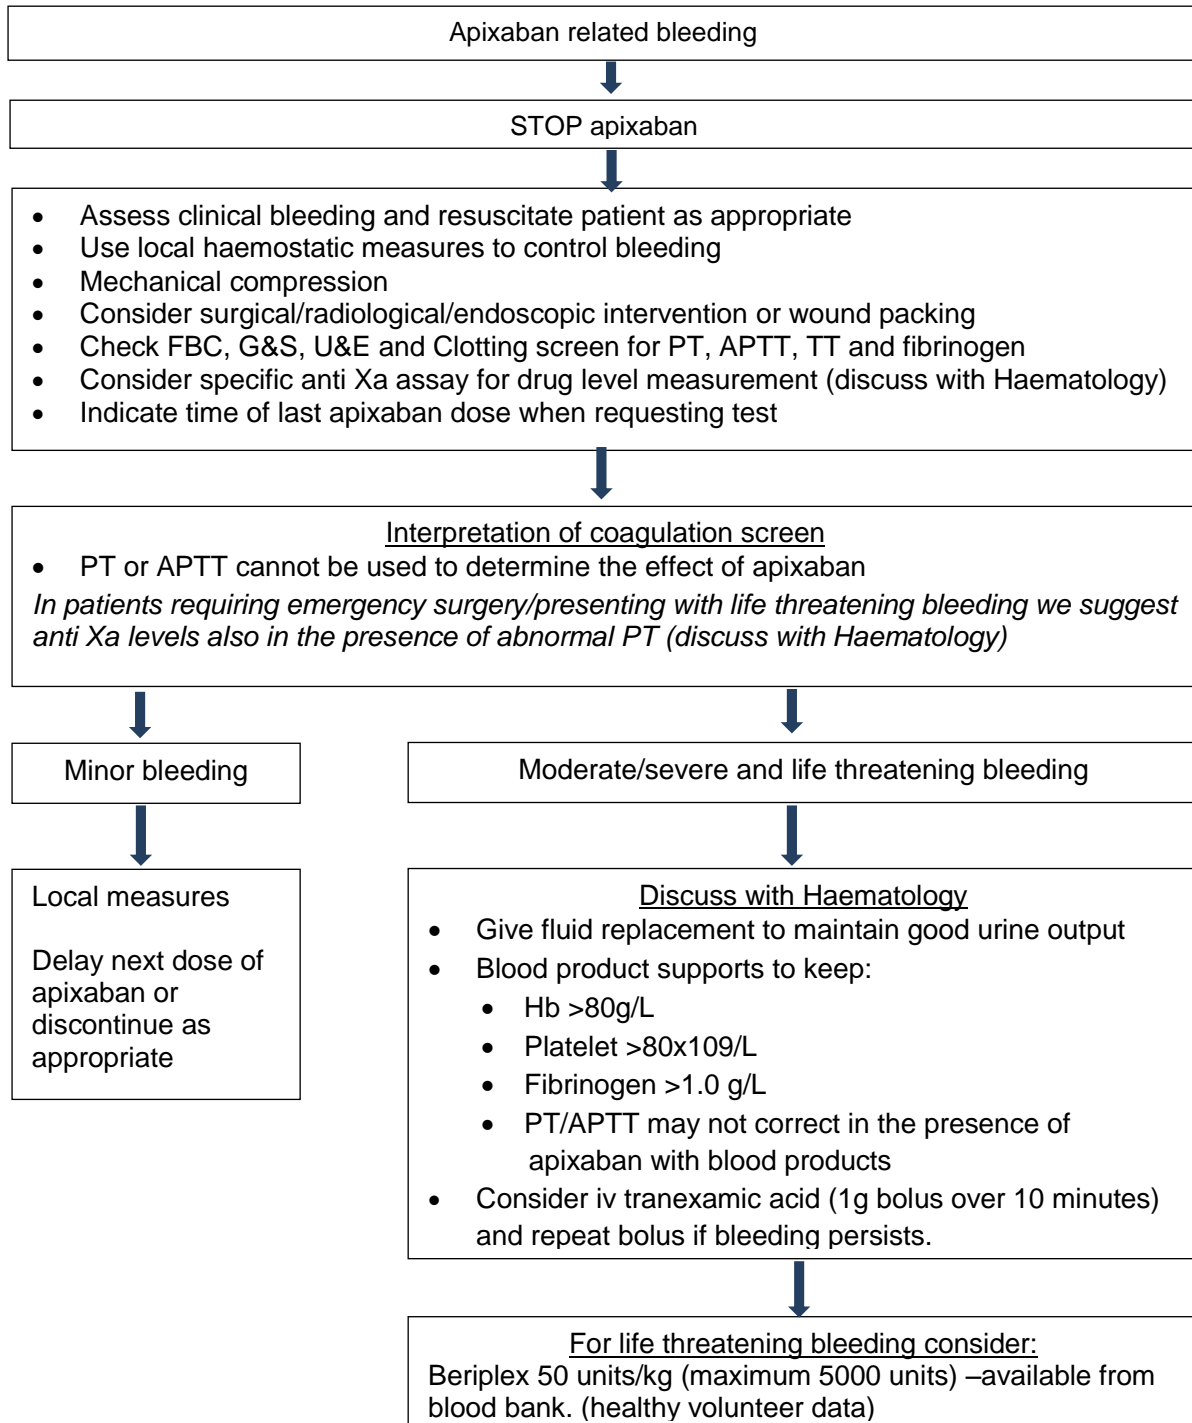 Apixaban related bleeding
STOP apixaban
• Assess clinical bleeding and resuscitate patient as appropriate
• Use local haemostatic measures to control bleeding
• Mechanical compression
• Consider surgical/radiological/endoscopic intervention or wound packing
• Check FBC, G&S, U&E and Clotting screen for PT, APTT, TT and fibrinogen
• Consider specific anti Xa assay for drug level measurement (discuss with Haematology)
• Indicate time of last apixaban dose when requesting test
Interpretation of coagulation screen
• PT or APTT cannot be used to determine the effect of apixaban
In patients requiring emergency surgery/presenting with life threatening bleeding we suggest
anti Xa levels also in the presence of abnormal PT (discuss with Haematology)
Minor bleeding
Local measures
Delay next dose of
apixaban or
discontinue as
appropriate
Moderate/severe and life threatening bleeding
Discuss with Haematology
• Give fluid replacement to maintain good urine output
• Blood product supports to keep:
• Hb >80g/L
• Platelet >80x109/L
• Fibrinogen >1.0 g/L
• PT/APTT may not correct in the presence of
apixaban with blood products
• Consider iv tranexamic acid (1g bolus over 10 minutes)
and repeat bolus if bleeding persists.
For life threatening bleeding consider:
Beriplex 50 units/kg (maximum 5000 units) –available from
blood bank. (healthy volunteer data)